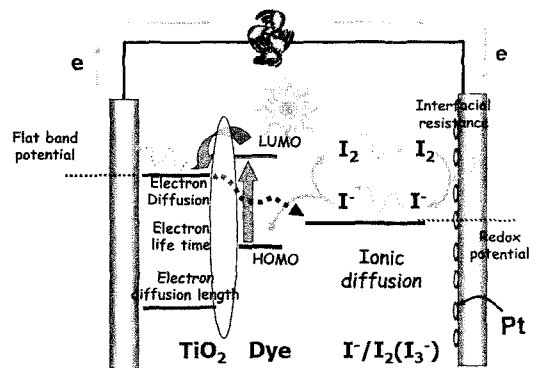 e
e
Flat band
potential
LUMO
Interfacial
resistance
I₂
I₂
I⁻
I⁻
Electron
Diffusion
Electron
life time
HOMO
Ionic
diffusion
Redox
potential
Electron
diffusion length
Pt
TiO₂
Dye
I⁻/I₂(I₃⁻)